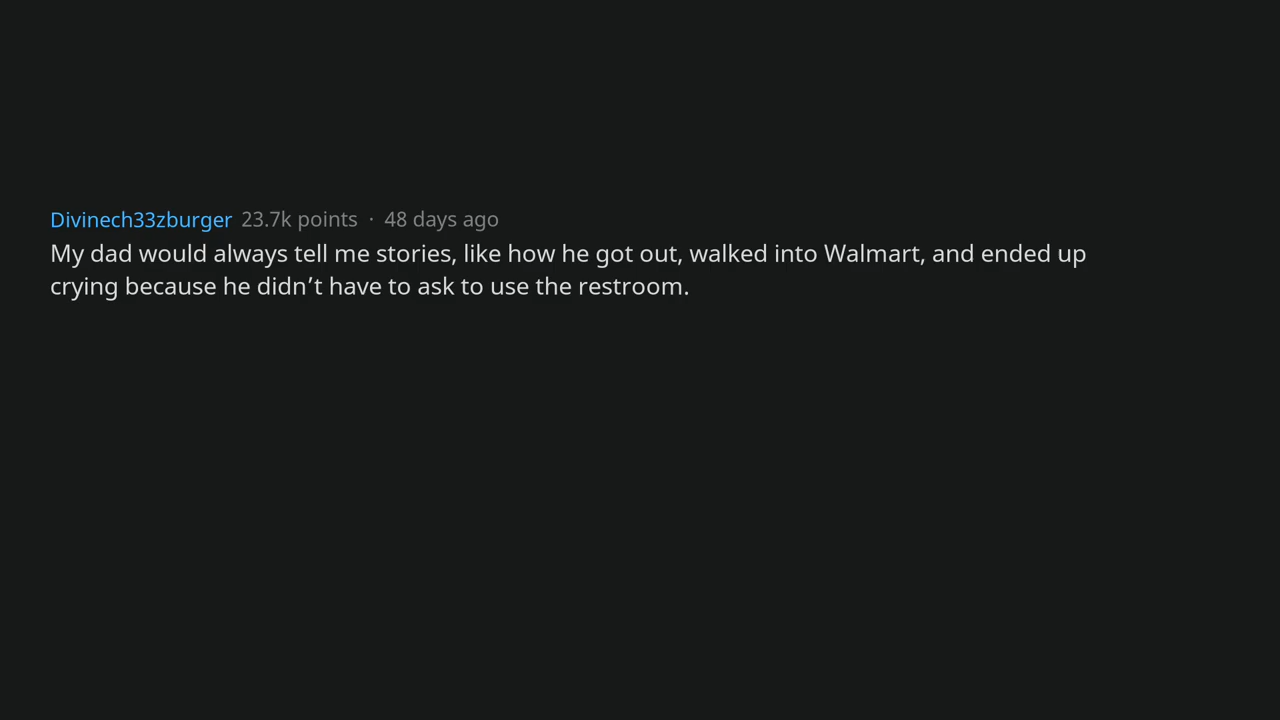 Divinech33zburger 23.7k points · 48 days ago
My dad would always tell me stories, like how he got out, walked into Walmart, and ended up
crying because he didn’t have to ask to use the restroom.